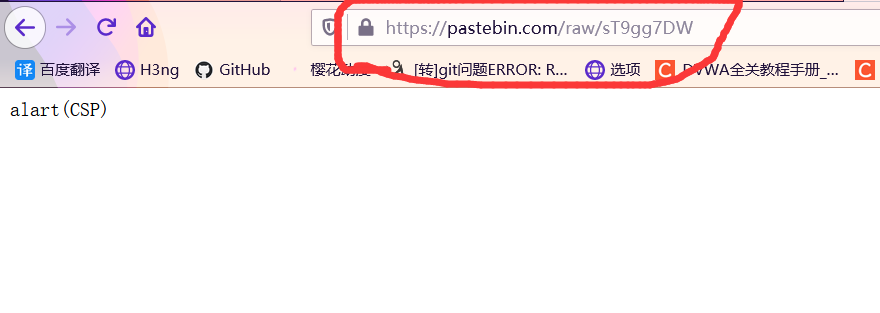 https://pastebin.com/raw/sT9gg7DW
百度翻译 H3ng GitHub 樱花 [转]git问题ERROR: R... 选项 DVWA全关教程手册_...
alart(CSP)